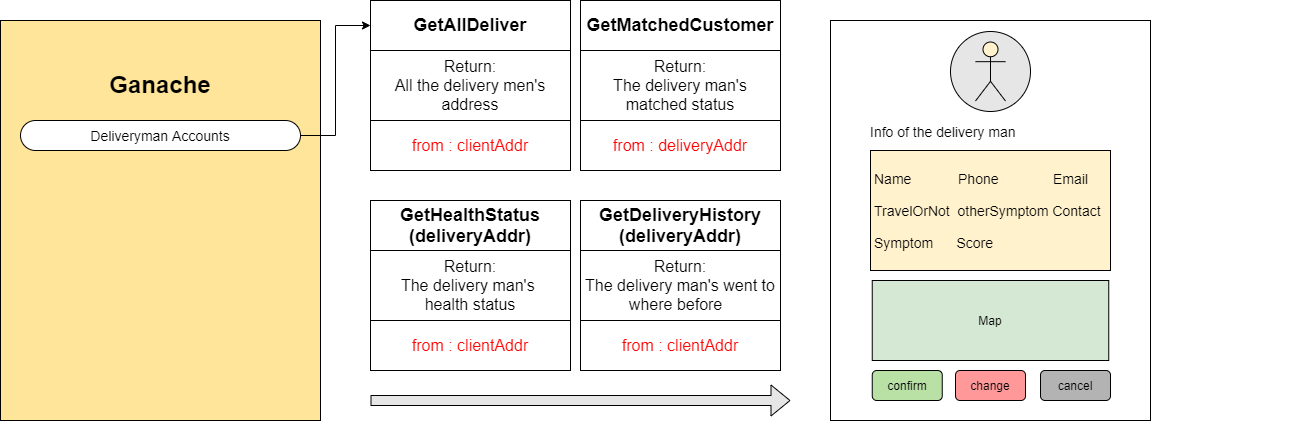 Ganache
Deliveryman Accounts
GetAllDeliver
Return:
All the delivery men's
address
from : clientAddr
GetMatchedCustomer
Return:
The delivery man's
matched status
from : deliveryAddr
GetHealthStatus
(deliveryAddr)
Return:
The delivery man's
health status
from : clientAddr
GetDeliveryHistory
(deliveryAddr)
Return:
The delivery man's went to
where before
from : clientAddr
Info of the delivery man
Name Phone Email
TravelOrNot otherSymptom Contact
Symptom Score
Map
confirm change cancel